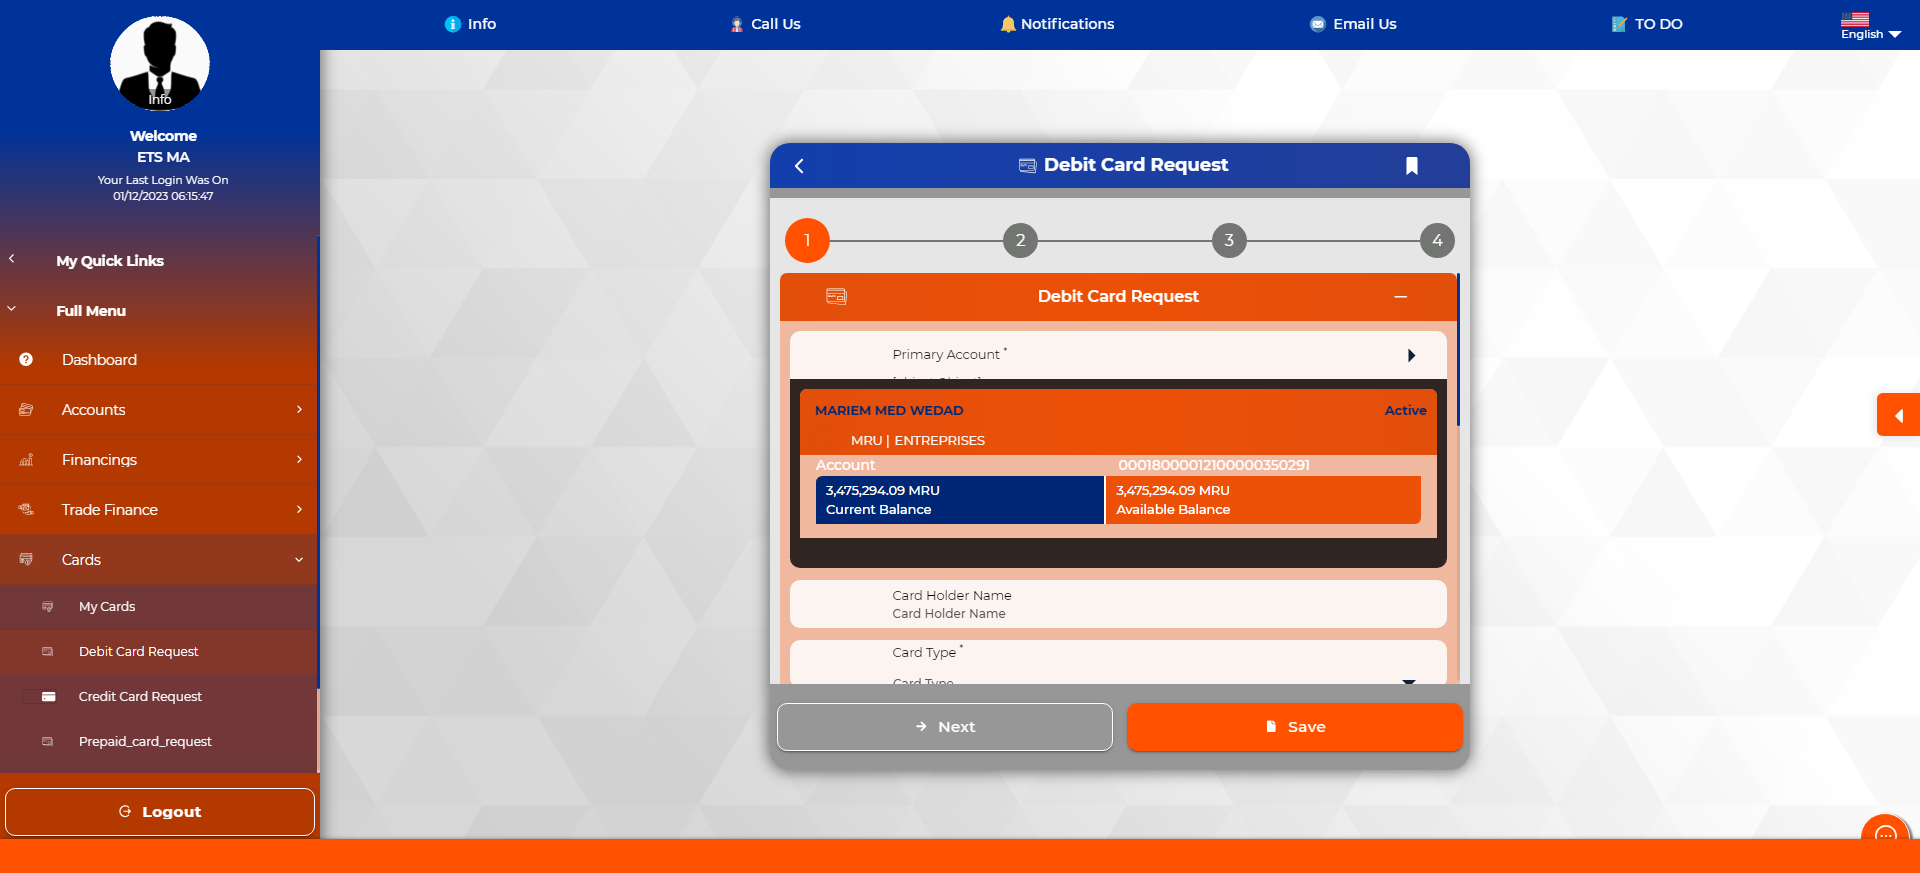 Info
Call Us
Notifications
Email Us
TO DO
English
Info
Welcome
ETS MA
Your Last Login Was On
01/12/2023 06:15:47
My Quick Links
Full Menu
Dashboard
Accounts
Financings
Trade Finance
Cards
My Cards
Debit Card Request
Credit Card Request
Prepaid_card_request
Logout
Debit Card Request
1
2
3
4
Debit Card Request
Primary Account *
MARIEM MED WEDAD
Active
MRU | ENTREPRISES
Account
00018000012100000350291
3,475,294.09 MRU
Current Balance
3,475,294.09 MRU
Available Balance
Card Holder Name
Card Holder Name
Card Type *
Card Type
Next
Save